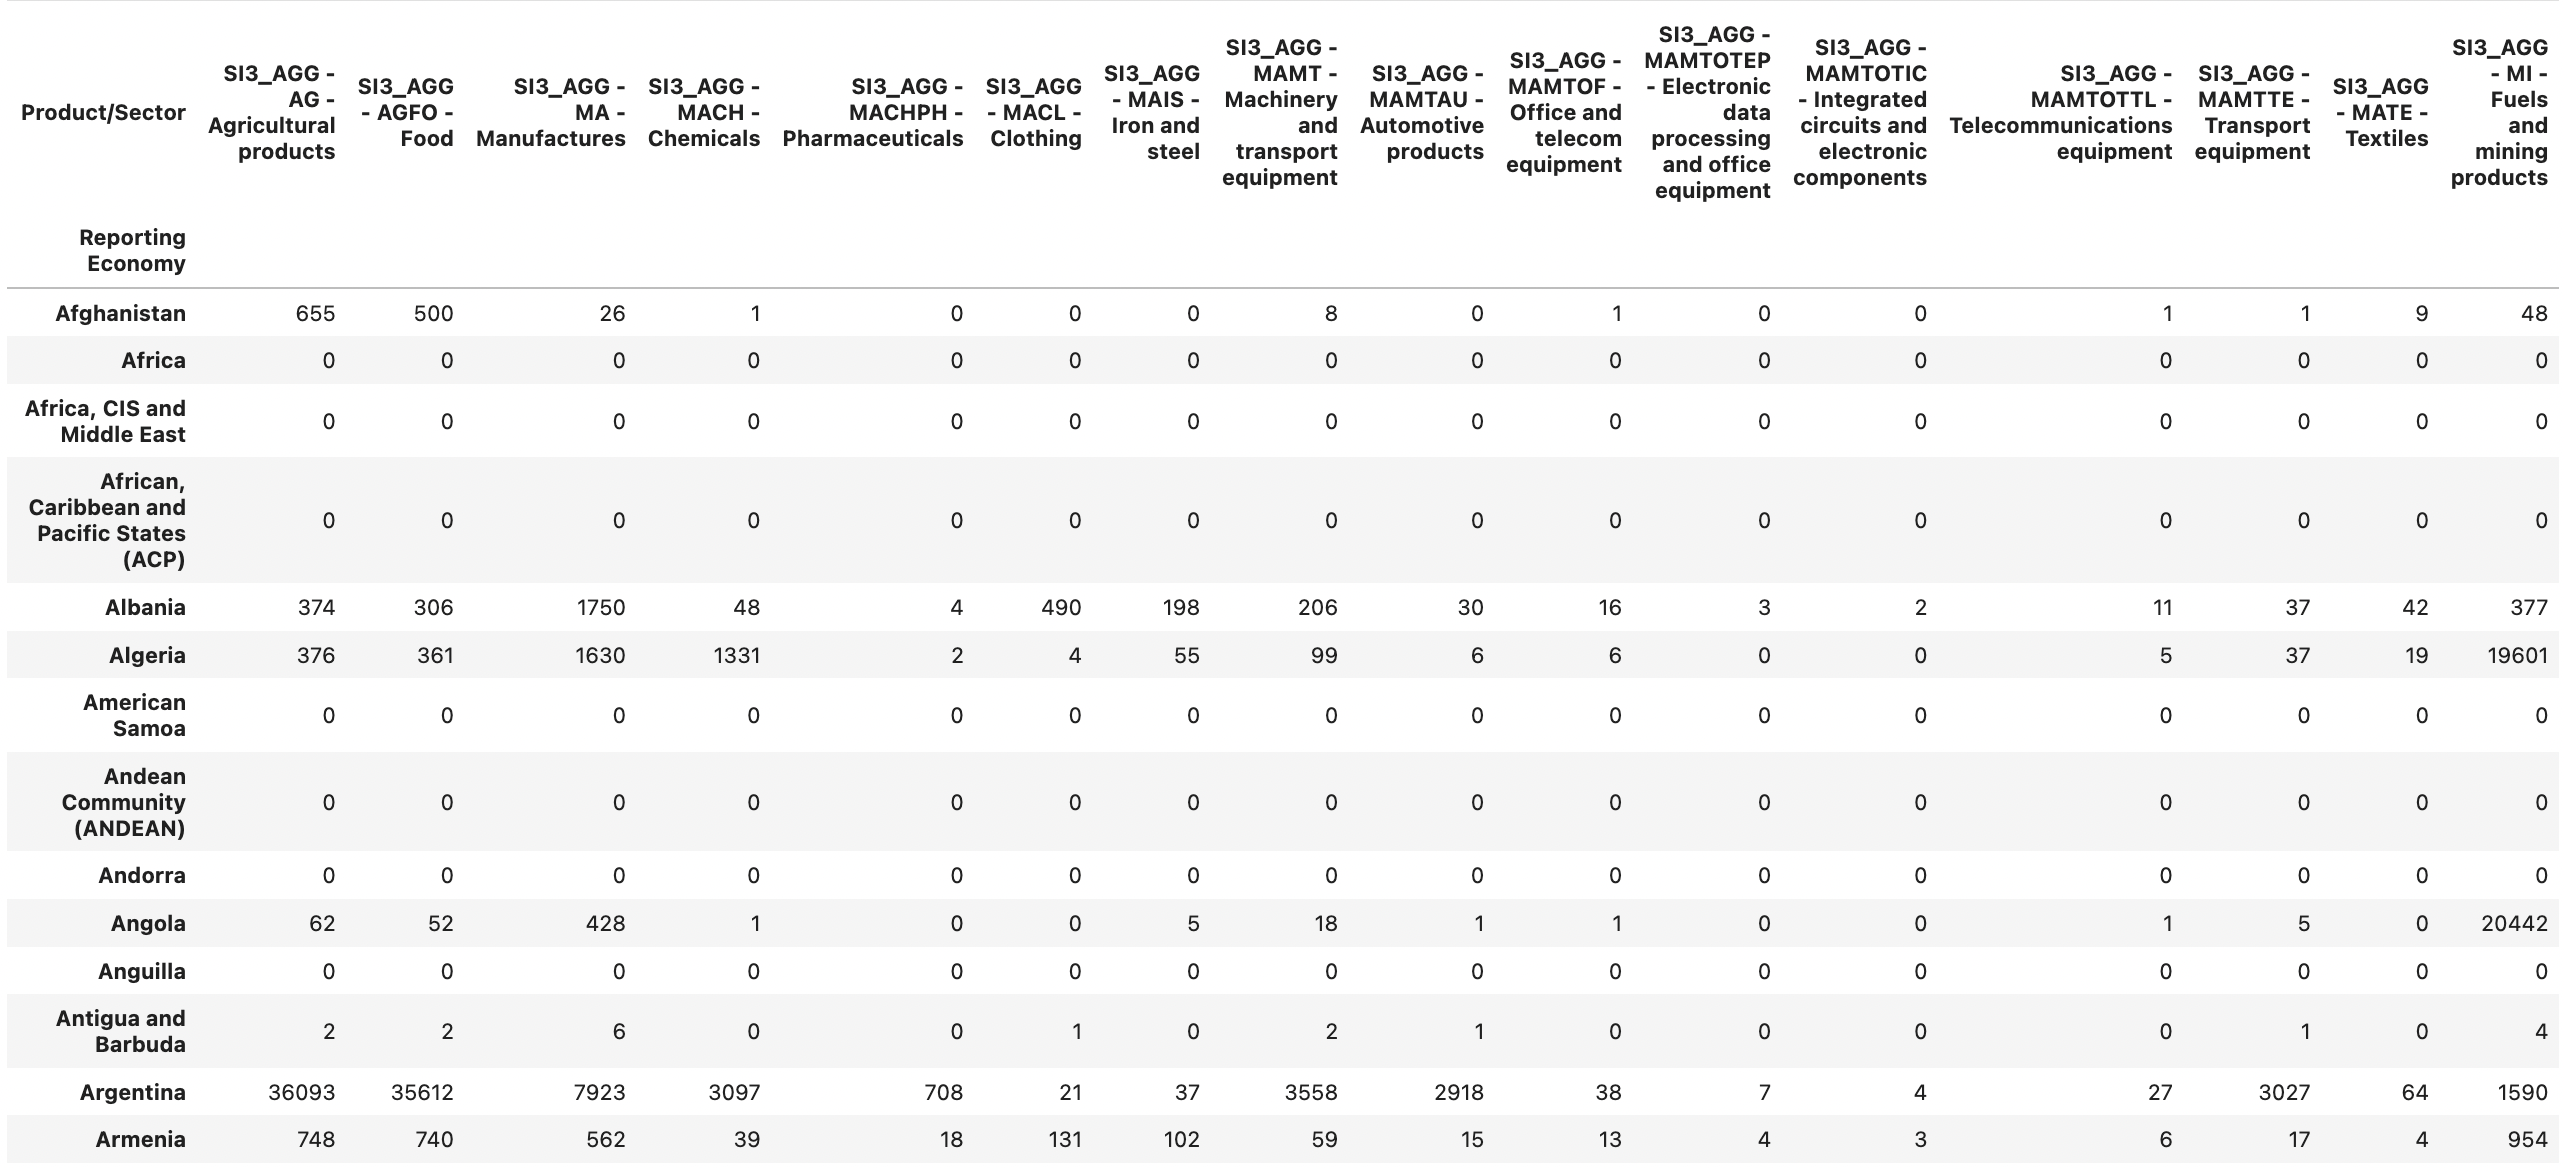 Product/Sector SI3_AGG - AG - Agricultural products SI3_AGG - AGFO - Food SI3_AGG - MA - Manufactures SI3_AGG - MACH - Chemicals SI3_AGG - MACHPH - Pharmaceuticals SI3_AGG - MACL - Clothing SI3_AGG - MAIS - Iron and steel SI3_AGG - MAMT - Machinery and transport equipment SI3_AGG - MAMTAU - Automotive products SI3_AGG - MAMTOF - Office and telecom equipment SI3_AGG - MAMTOTEP - Electronic data processing and office equipment SI3_AGG - MAMTOTIC - Integrated circuits and electronic components SI3_AGG - MAMTOTTL - Telecommunications equipment SI3_AGG - MAMTTE - Transport equipment SI3_AGG - MATE - Textiles SI3_AGG - MI - Fuels and mining products
Reporting Economy
Afghanistan 655 500 26 1 0 0 0 8 0 1 0 0 1 1 9 48
Africa 0 0 0 0 0 0 0 0 0 0 0 0 0 0 0 0
Africa, CIS and Middle East 0 0 0 0 0 0 0 0 0 0 0 0 0 0 0 0
African, Caribbean and Pacific States (ACP) 0 0 0 0 0 0 0 0 0 0 0 0 0 0 0 0
Albania 374 306 1750 48 4 490 198 206 30 16 3 2 11 37 42 377
Algeria 376 361 1630 1331 2 4 55 99 6 6 0 0 5 37 19 19601
American Samoa 0 0 0 0 0 0 0 0 0 0 0 0 0 0 0 0
Andean Community (ANDEAN) 0 0 0 0 0 0 0 0 0 0 0 0 0 0 0 0
Andorra 0 0 0 0 0 0 0 0 0 0 0 0 0 0 0 0
Angola 62 52 428 1 0 0 5 18 1 1 0 0 1 5 0 20442
Anguilla 0 0 0 0 0 0 0 0 0 0 0 0 0 0 0 0
Antigua and Barbuda 2 2 6 0 0 1 0 2 1 0 0 0 0 1 0 4
Argentina 36093 35612 7923 3097 708 21 37 3558 2918 38 7 4 27 3027 64 1590
Armenia 748 740 562 39 18 131 102 59 15 13 4 3 6 17 4 954